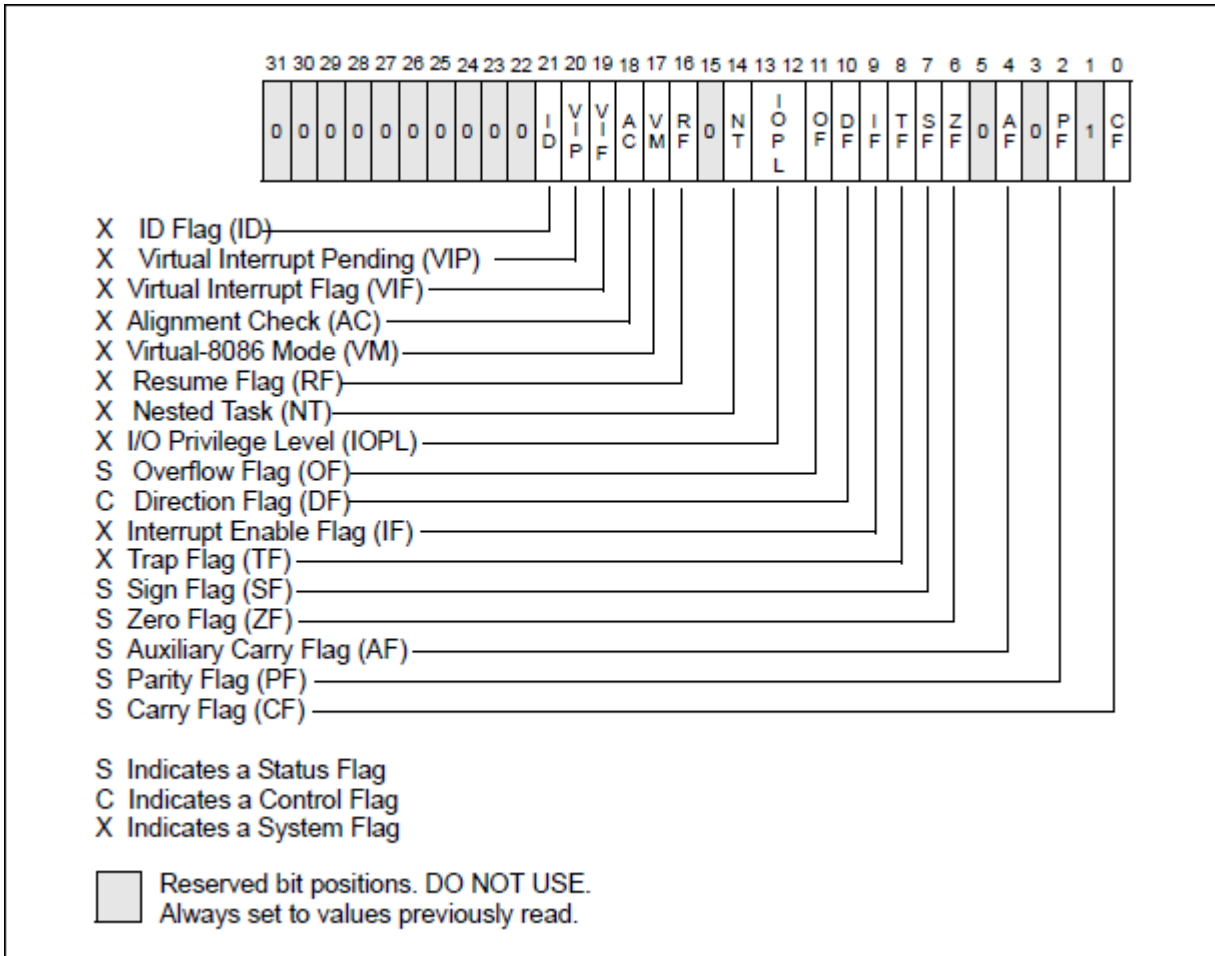 31 30 29 28 27 26 25 24 23 22 21 20 19 18 17 16 15 14 13 12 11 10 9 8 7 6 5 4 3 2 1 0
0 0 0 0 0 0 0 0 0 0 ID VIP VIF AC VM RF 0 NT IOPL OF DF IF TF SF ZF 0 AF 0 PF 1 CF
X ID Flag (ID)
X Virtual Interrupt Pending (VIP)
X Virtual Interrupt Flag (VIF)
X Alignment Check (AC)
X Virtual-8086 Mode (VM)
X Resume Flag (RF)
X Nested Task (NT)
X I/O Privilege Level (IOPL)
S Overflow Flag (OF)
C Direction Flag (DF)
X Interrupt Enable Flag (IF)
X Trap Flag (TF)
S Sign Flag (SF)
S Zero Flag (ZF)
S Auxiliary Carry Flag (AF)
S Parity Flag (PF)
S Carry Flag (CF)
S Indicates a Status Flag
C Indicates a Control Flag
X Indicates a System Flag
Reserved bit positions. DO NOT USE.
Always set to values previously read.